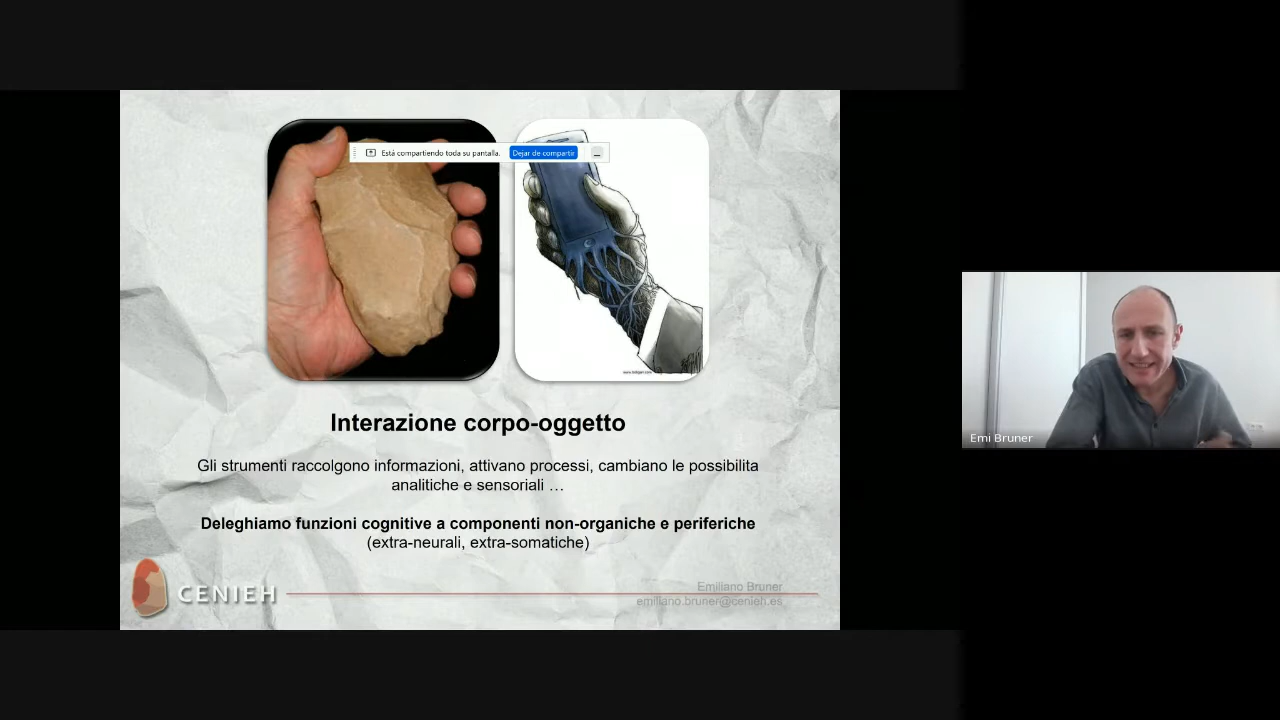 Está compartiendo toda su pantalla.
Dejar de compartir
Interazione corpo-oggetto
Gli strumenti raccolgono informazioni, attivano processi, cambiano le possibilita
analitiche e sensoriali …
Deleghiamo funzioni cognitive a componenti non-organiche e periferiche
(extra-neurali, extra-somatiche)
CENIEH
Emiliano Bruner
emiliano.bruner@cenieh.es
Emi Bruner